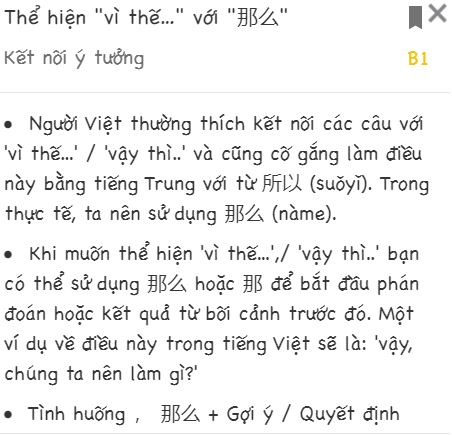 Thể hiện "vì thế..." với "那么"
Kết nối ý tưởng
B1
• Người Việt thường thích kết nối các câu với
'vì thế...' / 'vậy thì..' và cũng cố gắng làm điều
này bằng tiếng Trung với từ 所以 (suǒyǐ). Trong
thực tế, ta nên sử dụng 那么 (nàme).
• Khi muốn thể hiện 'vì thế...',/ 'vậy thì..' bạn
có thể sử dụng 那么 hoặc 那 để bắt đầu phán
đoán hoặc kết quả từ bối cảnh trước đó. Một
ví dụ về điều này trong tiếng Việt sẽ là: 'vậy,
chúng ta nên làm gì?'
• Tình huống ， 那么 + Gợi ý / Quyết định